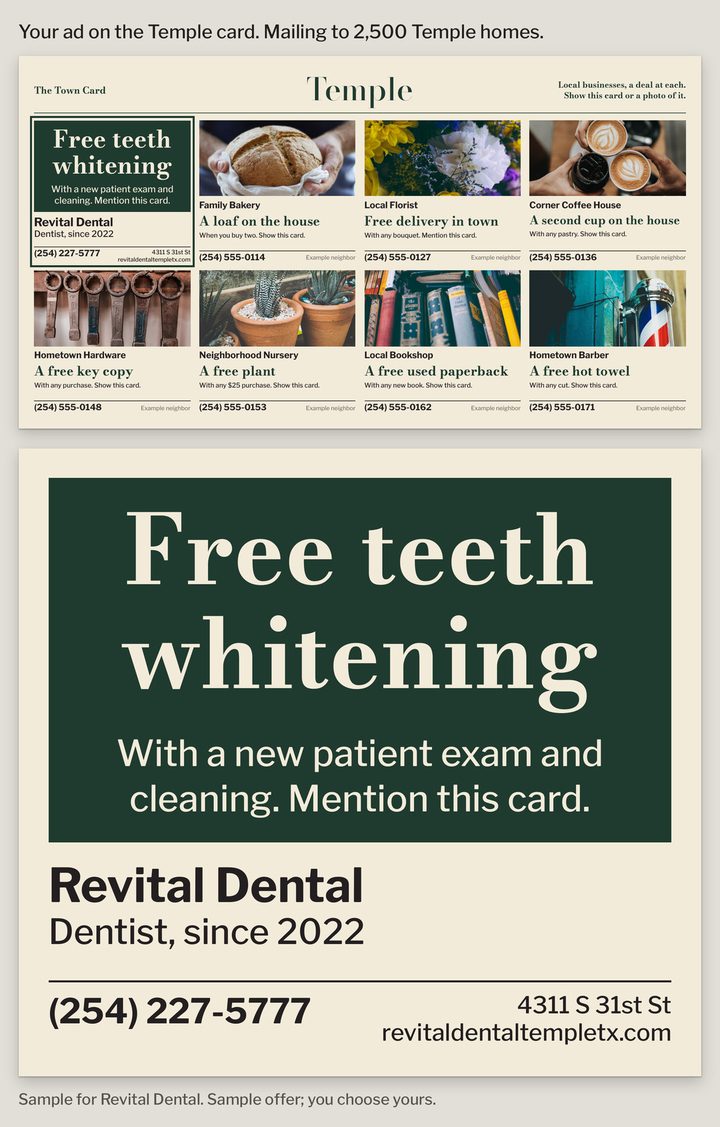 Your ad on the Temple card. Mailing to 2,500 Temple homes.
The Town Card
Temple
Local businesses, a deal at each.
Show this card or a photo of it.
Free teeth
whitening
With a new patient exam and
cleaning. Mention this card.
Revital Dental
Dentist, since 2022
(254) 227-5777
4311 S 31st St
revitaldentaltempletx.com
Family Bakery
A loaf on the house
When you buy two. Show this card.
(254) 555-0114
Example neighbor
Local Florist
Free delivery in town
With any bouquet. Mention this card.
(254) 555-0127
Example neighbor
Corner Coffee House
A second cup on the house
With any pastry. Show this card.
(254) 555-0136
Example neighbor
Hometown Hardware
A free key copy
With any purchase. Show this card.
(254) 555-0148
Example neighbor
Neighborhood Nursery
A free plant
With any $25 purchase. Show this card.
(254) 555-0153
Example neighbor
Local Bookshop
A free used paperback
With any new book. Show this card.
(254) 555-0162
Example neighbor
Hometown Barber
A free hot towel
With any cut. Show this card.
(254) 555-0171
Example neighbor
Free teeth
whitening
With a new patient exam and
cleaning. Mention this card.
Revital Dental
Dentist, since 2022
(254) 227-5777
4311 S 31st St
revitaldentaltempletx.com
Sample for Revital Dental. Sample offer; you choose yours.